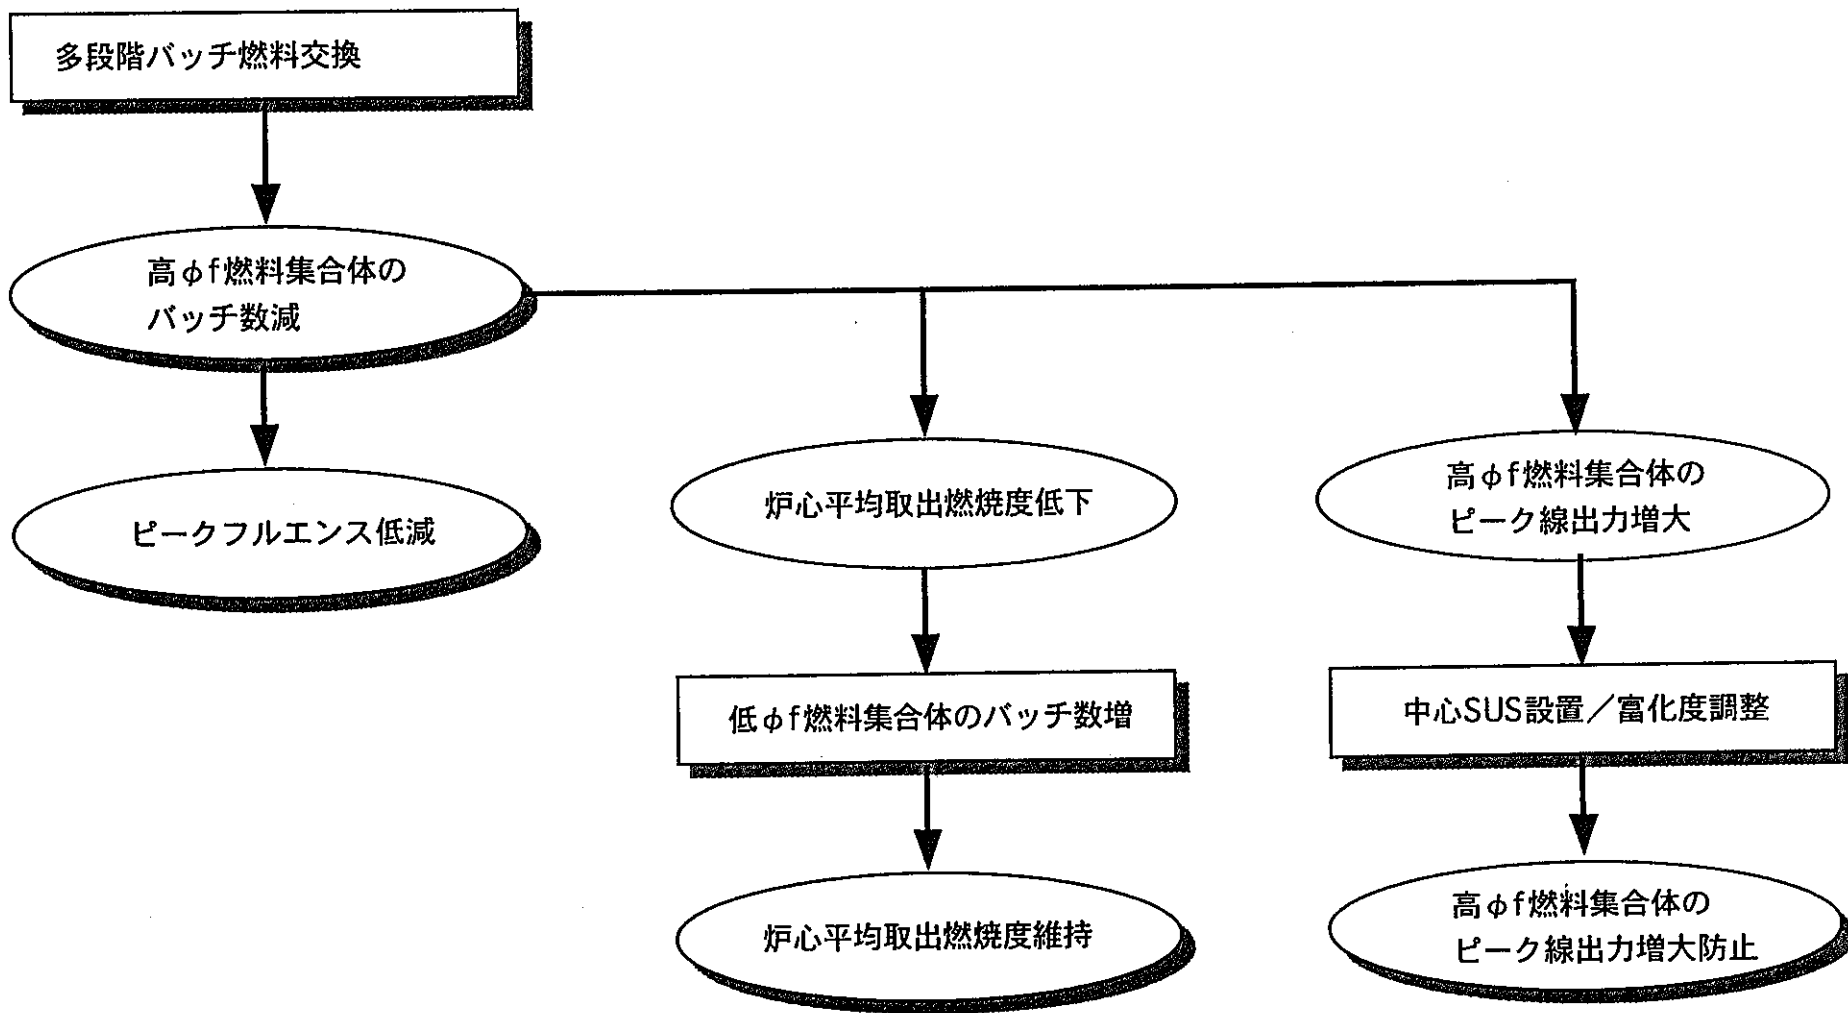 多段階バッチ燃料交換
高φf燃料集合体の
バッチ数減
ピークフルエンス低減
炉心平均取出燃焼度低下
高φf燃料集合体の
ピーク線出力増大
低φf燃料集合体のバッチ数増
中心SUS設置／富化度調整
炉心平均取出燃焼度維持
高φf燃料集合体の
ピーク線出力増大防止